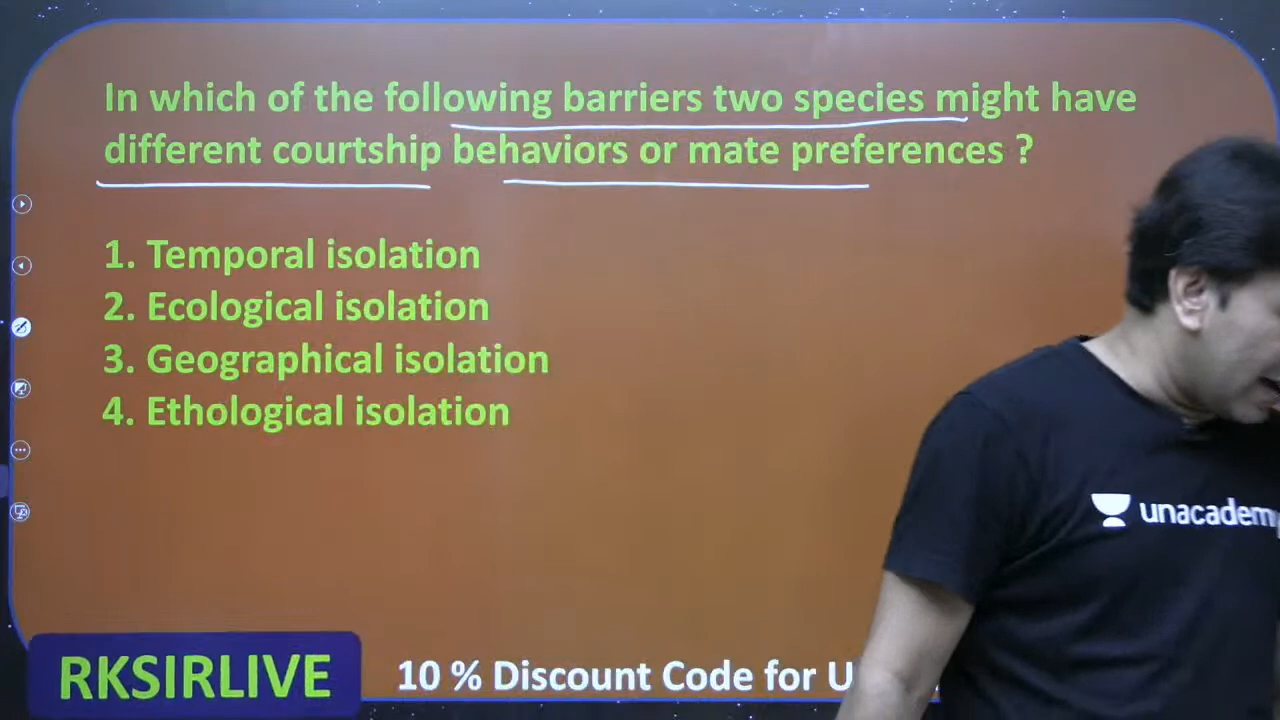 In which of the following barriers two species might have
different courtship behaviors or mate preferences ?
1. Temporal isolation
2. Ecological isolation
3. Geographical isolation
4. Ethological isolation
unacademy
RKSIRLIVE
10 % Discount Code for